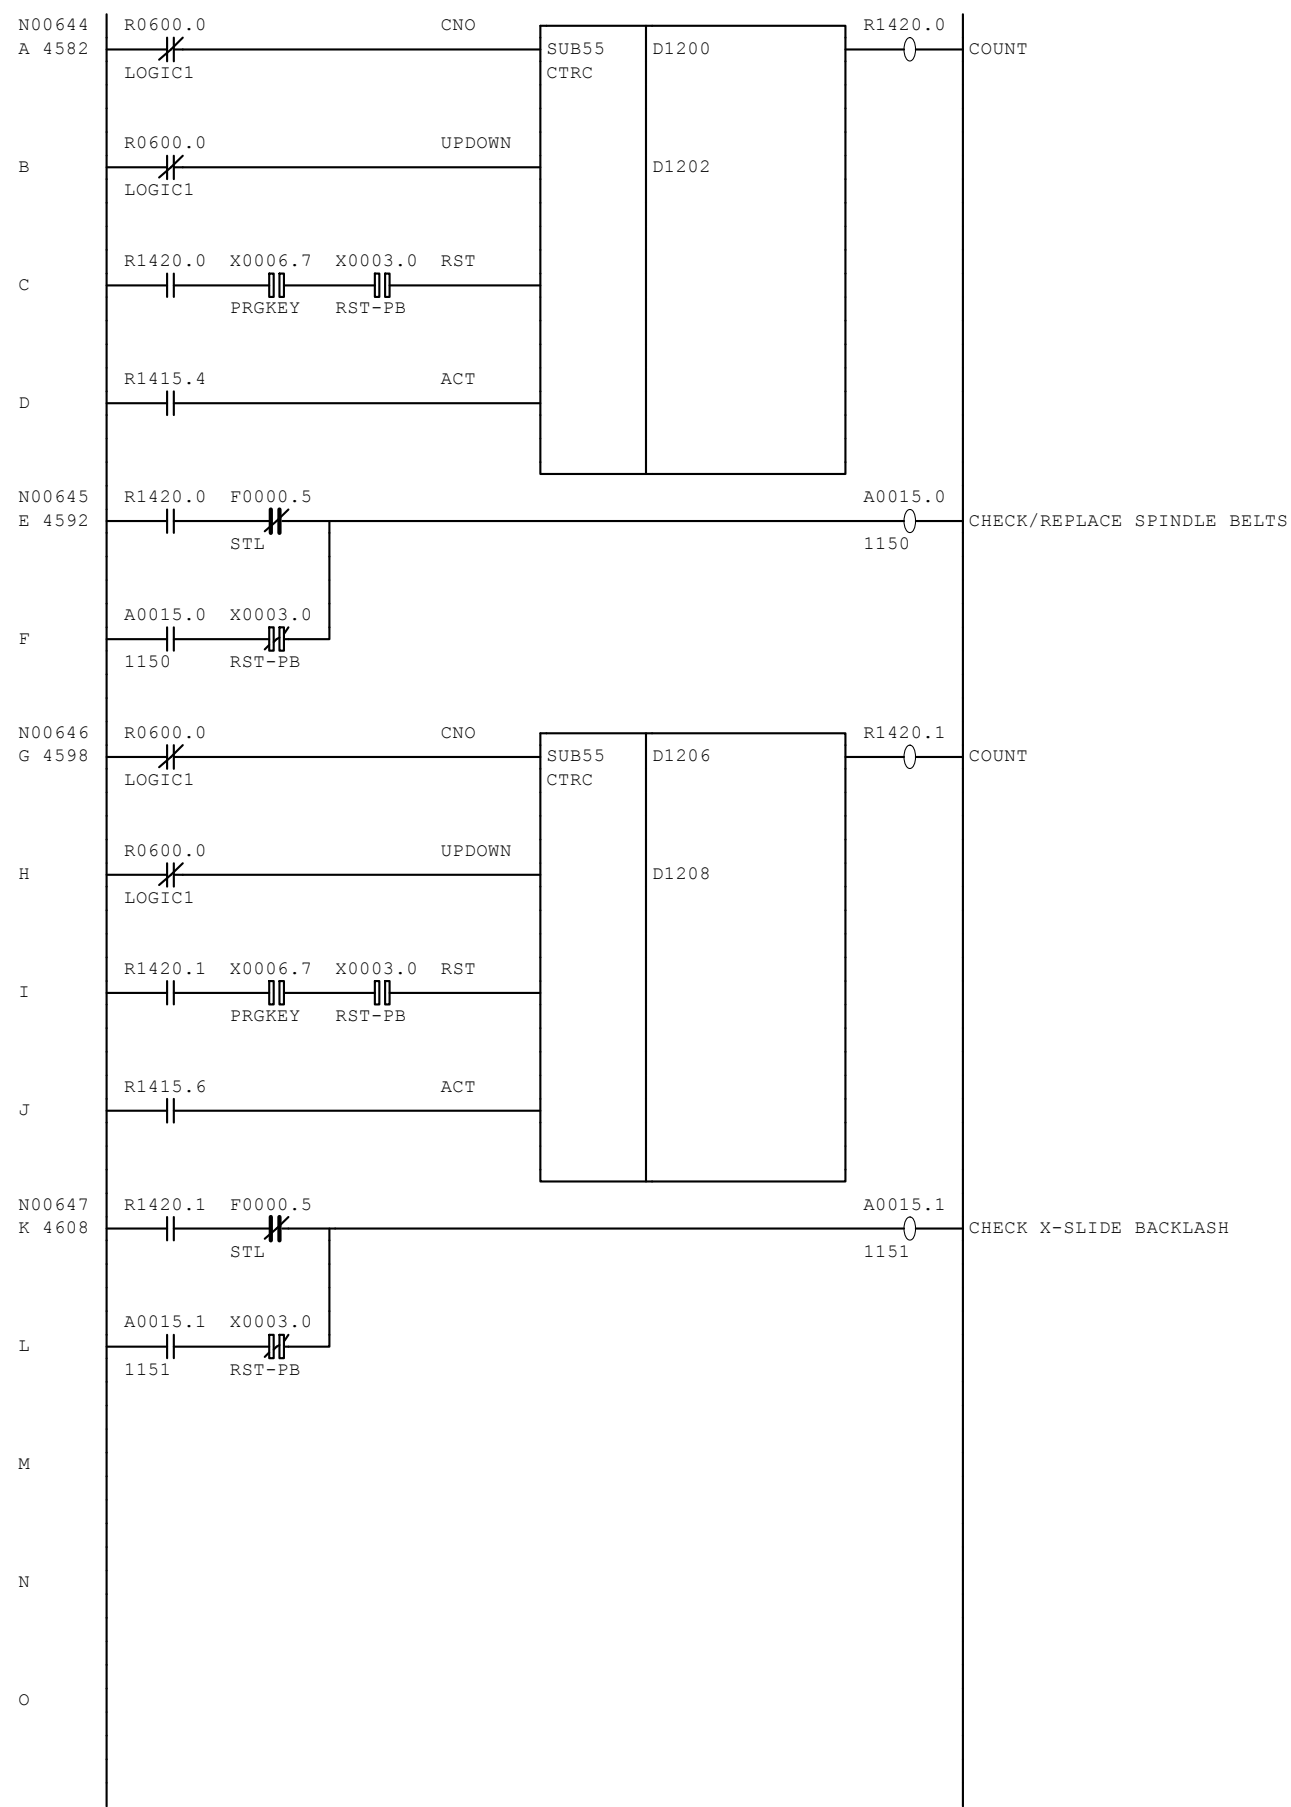 N00644 R0600.0 CNO R1420.0
A 4582 SUB55 D1200 COUNT
LOGIC1 CTRC
R0600.0 UPDOWN
B D1202
LOGIC1
R1420.0 X0006.7 X0003.0 RST
C
PRGKEY RST-PB
R1415.4 ACT
D
N00645 R1420.0 F0000.5 A0015.0
E 4592 CHECK/REPLACE SPINDLE BELTS
STL 1150
A0015.0 X0003.0
F
1150 RST-PB
N00646 R0600.0 CNO R1420.1
G 4598 SUB55 D1206 COUNT
LOGIC1 CTRC
R0600.0 UPDOWN
H D1208
LOGIC1
R1420.1 X0006.7 X0003.0 RST
I
PRGKEY RST-PB
R1415.6 ACT
J
N00647 R1420.1 F0000.5 A0015.1
K 4608 CHECK X-SLIDE BACKLASH
STL 1151
A0015.1 X0003.0
L
1151 RST-PB
M
N
O